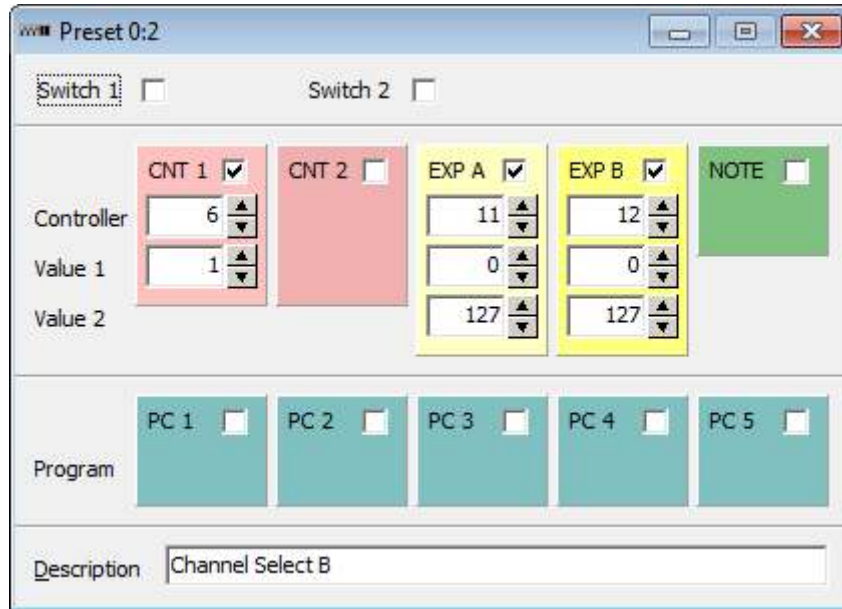 Preset 0:2
Switch 1 Switch 2
CNT 1 CNT 2 EXP A EXP B NOTE
Controller 6 11 12
Value 1 1 0 0
Value 2 127 127
PC 1 PC 2 PC 3 PC 4 PC 5
Program
Description Channel Select B